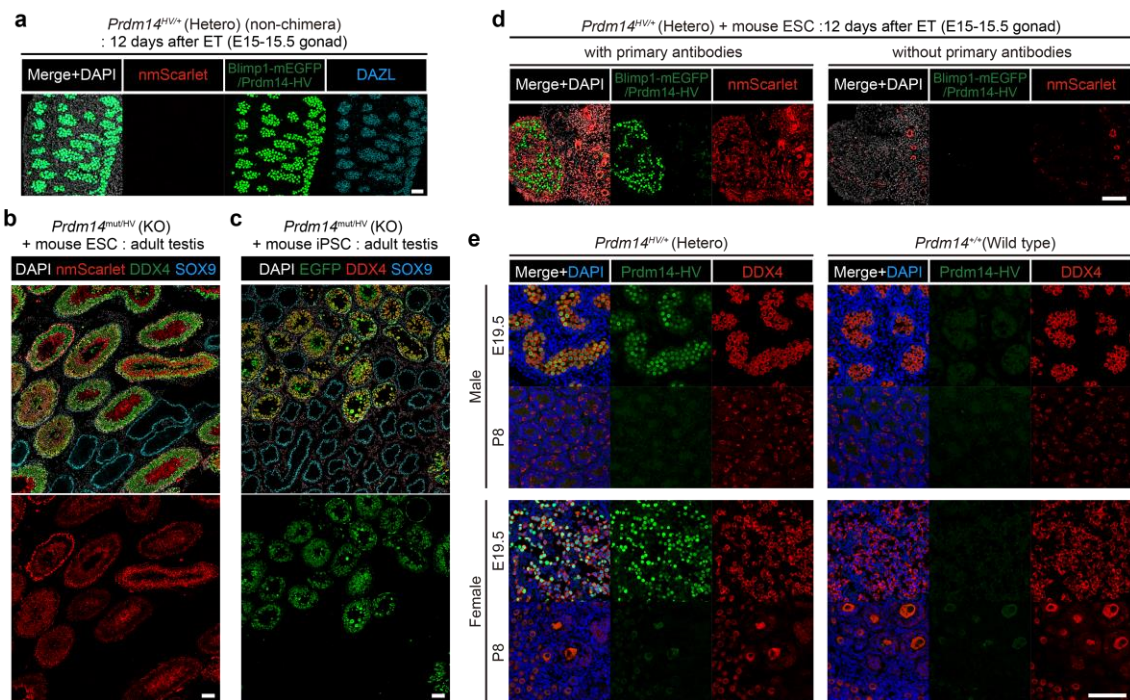 a
Prdm14HV/+ (Hetero) (non-chimera)
: 12 days after ET (E15-15.5 gonad)
Merge+DAPI nmScarlet Blimp1-mEGFP /Prdm14-HV DAZL
b
Prdm14mut/HV (KO)
+ mouse ESC : adult testis
DAPI nmScarlet DDX4 SOX9
c
Prdm14mut/HV (KO)
+ mouse iPSC : adult testis
DAPI EGFP DDX4 SOX9
d
Prdm14HV/+ (Hetero) + mouse ESC :12 days after ET (E15-15.5 gonad)
with primary antibodies
without primary antibodies
Merge+DAPI Blimp1-mEGFP /Prdm14-HV nmScarlet
Merge+DAPI Blimp1-mEGFP /Prdm14-HV nmScarlet
e
Prdm14HV/+ (Hetero)
Prdm14+/+(Wild type)
Merge+DAPI Prdm14-HV DDX4
Merge+DAPI Prdm14-HV DDX4
Male
E19.5
P8
Female
E19.5
P8